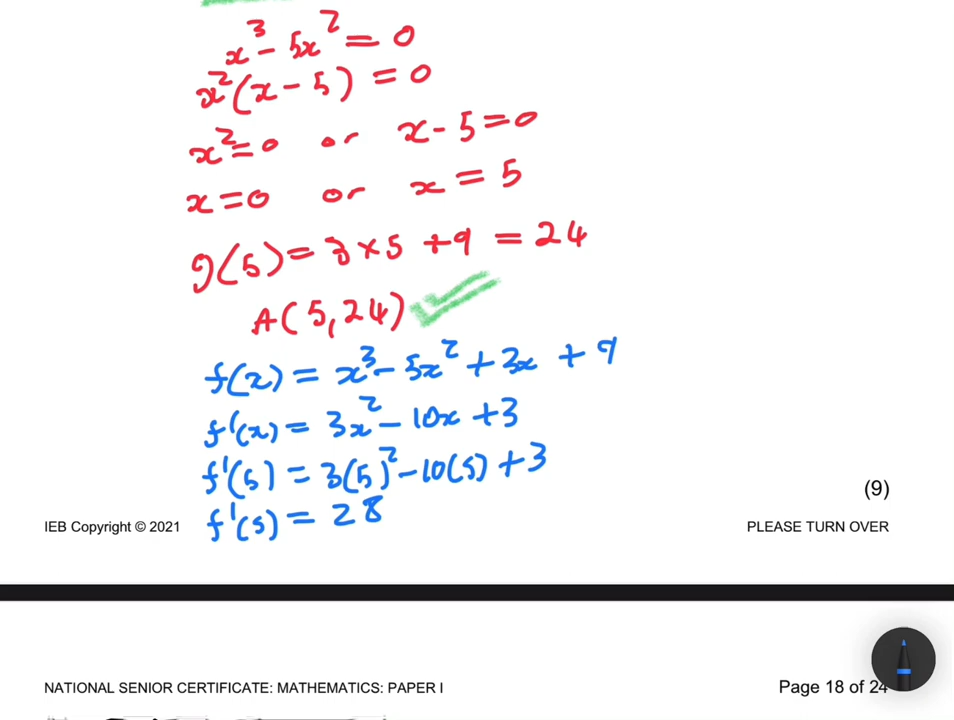 x³ - 5x² = 0
x²(x - 5) = 0
x² = 0 or x - 5 = 0
x = 0 or x = 5
g(5) = 3 × 5 + 9 = 24
A(5, 24)
f(x) = x³ - 5x² + 3x + 9
f'(x) = 3x² - 10x + 3
f'(5) = 3(5)² - 10(5) + 3
(9)
f'(5) = 28
IEB Copyright © 2021
PLEASE TURN OVER
NATIONAL SENIOR CERTIFICATE: MATHEMATICS: PAPER I
Page 18 of 24